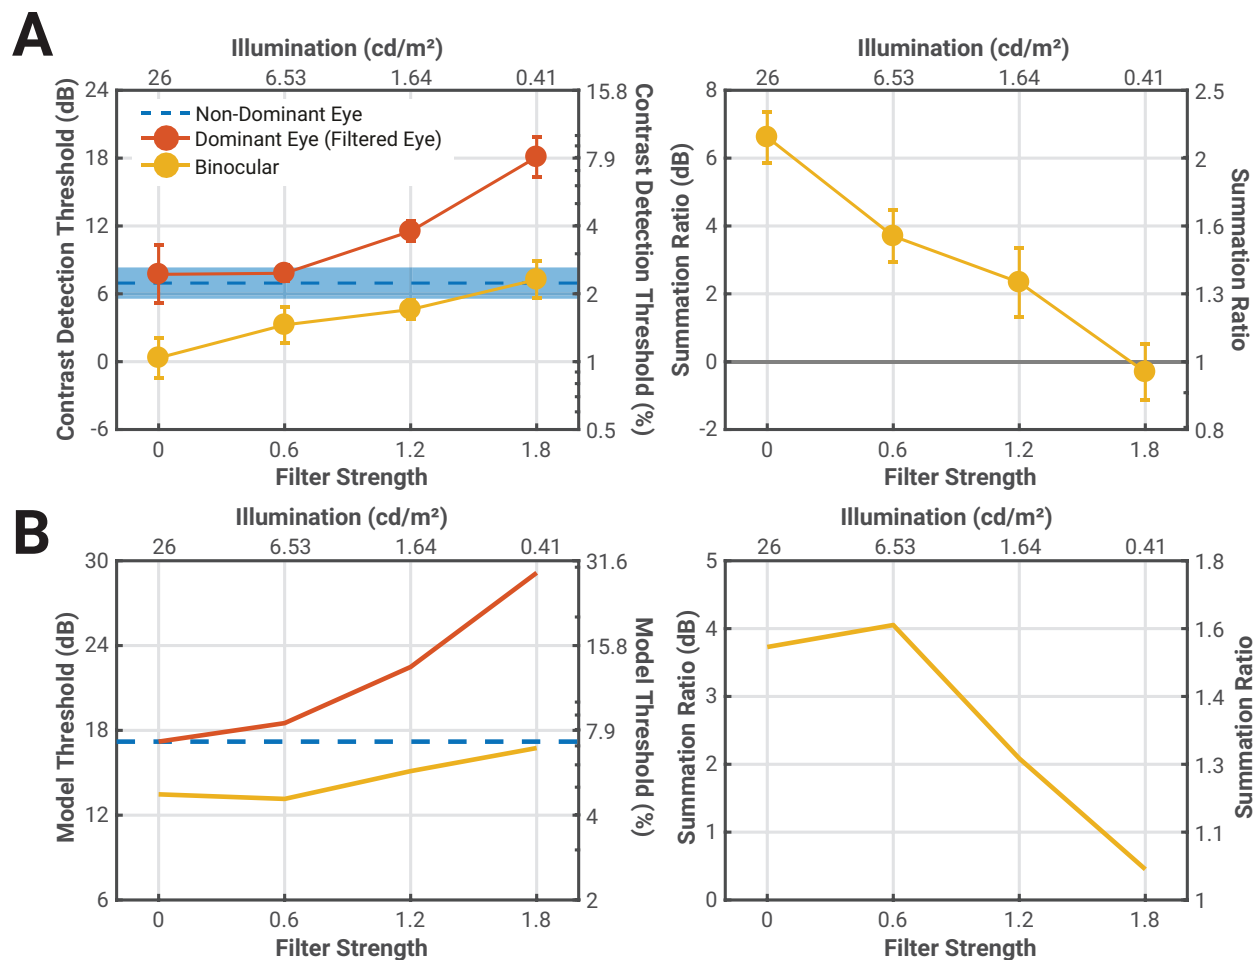 A
Illumination (cd/m²)
26 6.53 1.64 0.41
Contrast Detection Threshold (dB)
24
18
12
6
0
-6
Non-Dominant Eye
Dominant Eye (Filtered Eye)
Binocular
15.8
7.9
4
2
1
0.5
Contrast Detection Threshold (%)
0 0.6 1.2 1.8
Filter Strength
Illumination (cd/m²)
26 6.53 1.64 0.41
Summation Ratio (dB)
8
6
4
2
0
-2
2.5
2
1.6
1.3
1
0.8
Summation Ratio
0 0.6 1.2 1.8
Filter Strength
B
Illumination (cd/m²)
26 6.53 1.64 0.41
Model Threshold (dB)
30
24
18
12
6
31.6
15.8
7.9
4
2
Model Threshold (%)
0 0.6 1.2 1.8
Filter Strength
Illumination (cd/m²)
26 6.53 1.64 0.41
Summation Ratio (dB)
5
4
3
2
1
0
1.8
1.6
1.4
1.3
1.1
1
Summation Ratio
0 0.6 1.2 1.8
Filter Strength